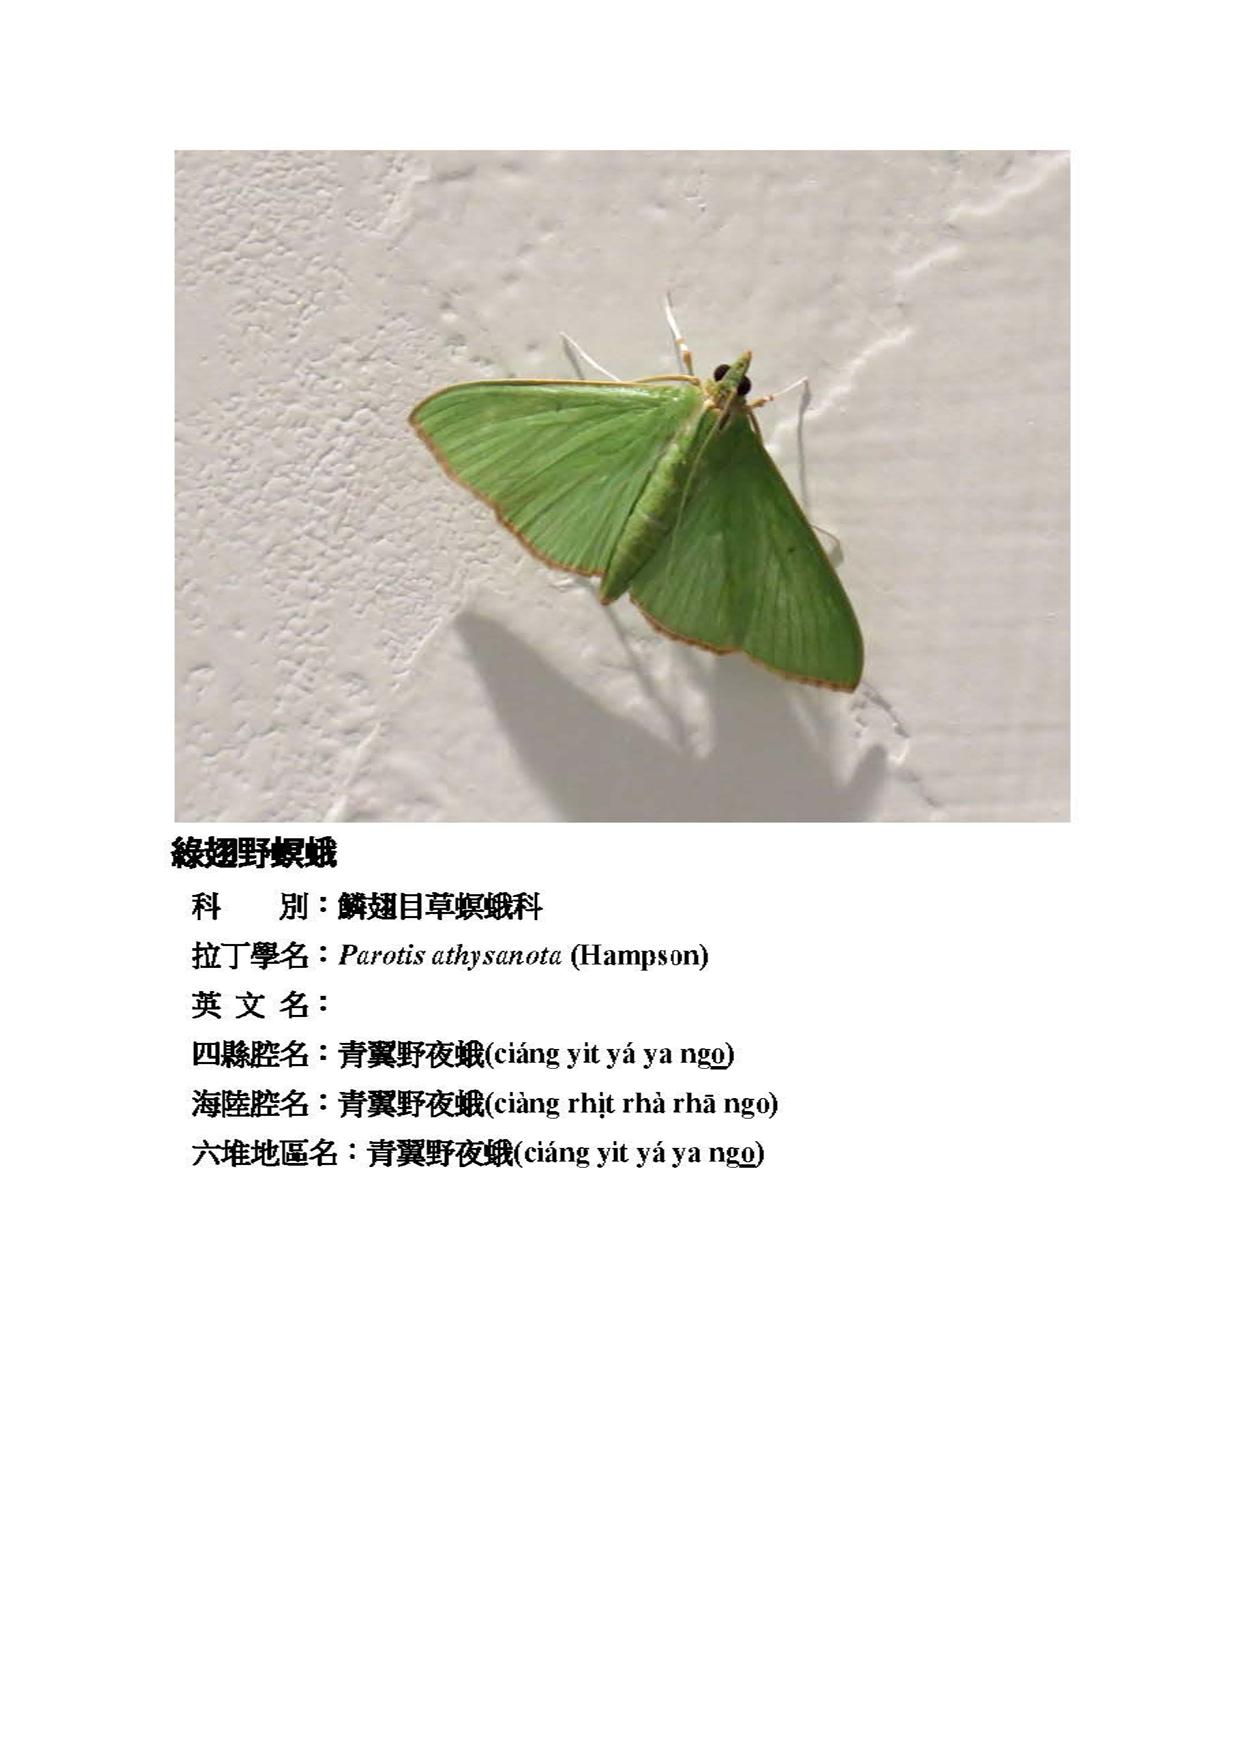 綠翅野螟蛾
科　　別：鱗翅目草螟蛾科
拉丁學名：Parotis athysanota (Hampson)
英 文 名：
四縣腔名：青翼野夜蛾(ciáng yit yá ya ngo)
海陸腔名：青翼野夜蛾(ciàng rhi̍t rhà rhā ngo)
六堆地區名：青翼野夜蛾(ciáng yit yá ya ngo)